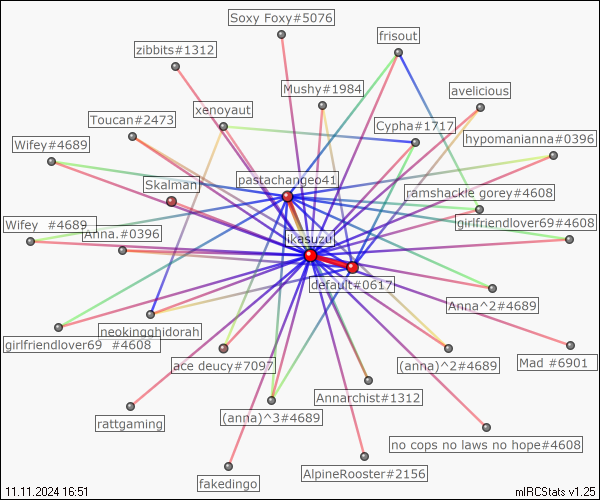 Soxy Foxy#5076
frisout
zibbits#1312
Mushy#1984
avelicious
xenoyaut
Toucan#2473
Cypha#1717
Wifey#4689
hypomanianna#0396
pastachangeo41
Skalman
ramshackle gorey#4608
Wifey  #4689
girlfriendlover69#4608
Anna.#0396
ikasuzu
default#0617
Anna^2#4689
neokingghidorah
girlfriendlover69  #4608
ace deucy#7097
(anna)^2#4689
Mad #6901
Annarchist#1312
rattgaming
(anna)^3#4689
no cops no laws no hope#4608
fakedingo
AlpineRooster#2156
11.11.2024 16:51
mIRCStats v1.25